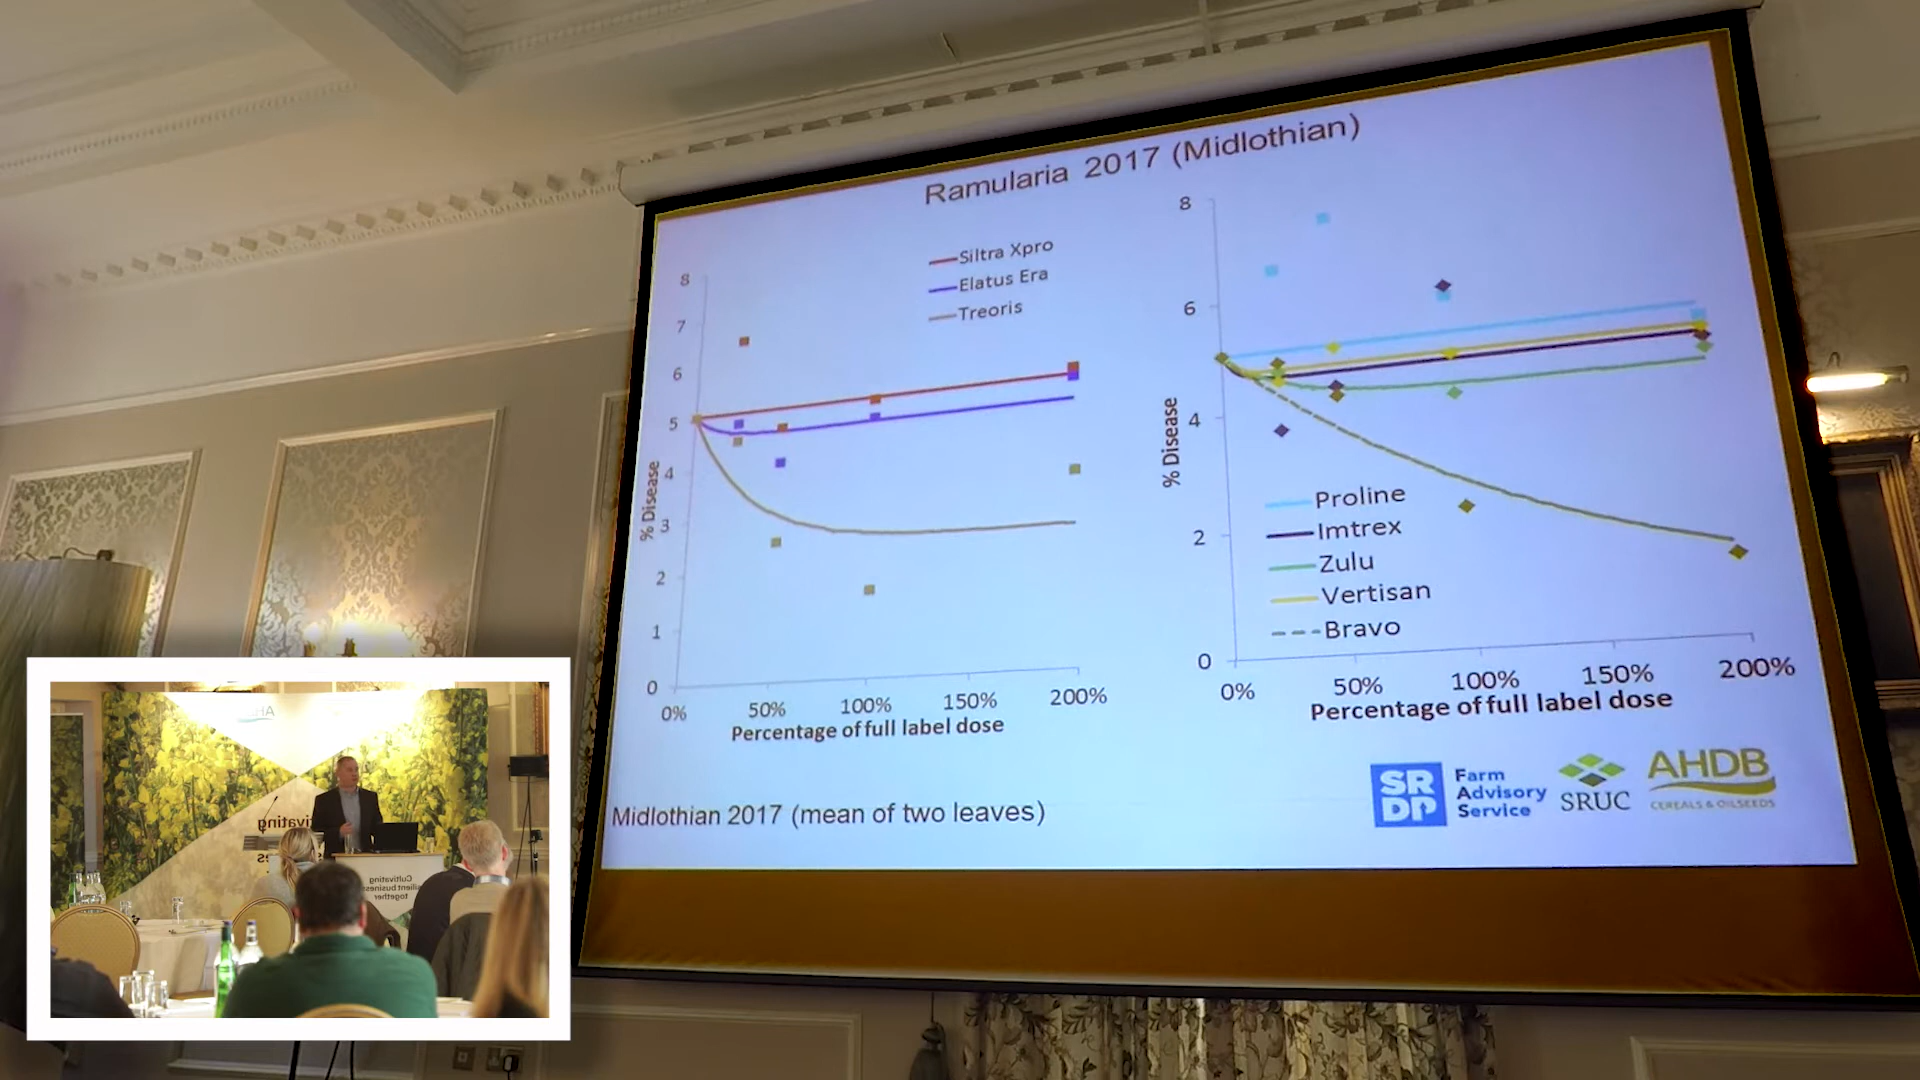 Ramularia 2017 (Midlothian)
Siltra Xpro
Elatus Era
Treoris
8
7
6
5
4
3
2
1
0
% Disease
0%
50%
100%
150%
200%
Percentage of full label dose
8
6
4
2
0
% Disease
Proline
Imtrex
Zulu
Vertisan
Bravo
0%
50%
100%
150%
200%
Percentage of full label dose
Midlothian 2017 (mean of two leaves)
SR
DP
Farm
Advisory
Service
SRUC
AHDB
CEREALS & OILSEEDS
Cultivating
together